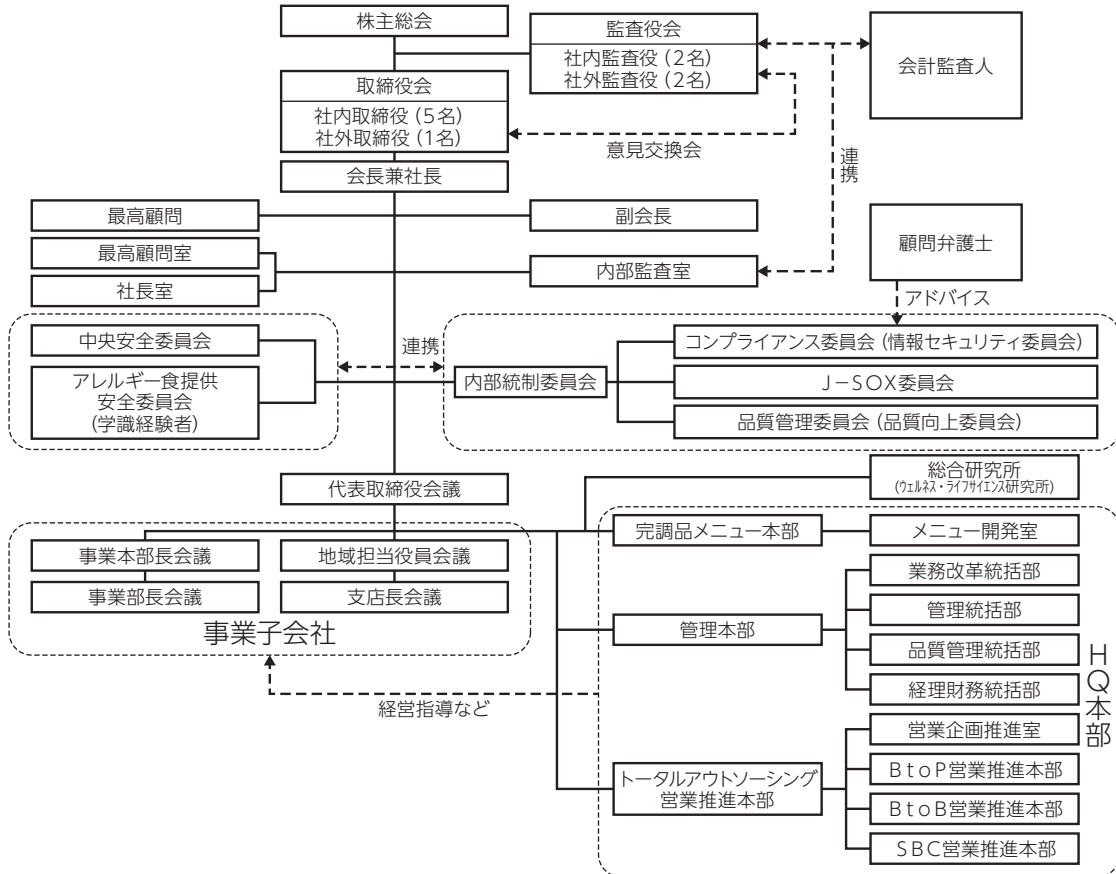 株主総会
監査役会
社内監査役 (2名)
社外監査役 (2名)
会計監査人
取締役会
社内取締役 (5名)
社外取締役 (1名)
意見交換会
連携
会長兼社長
最高顧問
副会長
最高顧問室
社長室
内部監査室
顧問弁護士
アドバイス
中央安全委員会
アレルギー食提供
安全委員会
(学識経験者)
連携
内部統制委員会
コンプライアンス委員会 (情報セキュリティ委員会)
J-SOX委員会
品質管理委員会 (品質向上委員会)
代表取締役会議
総合研究所
(ウェルネス・ライフサイエンス研究所)
事業本部長会議
地域担当役員会議
事業部長会議
支店長会議
事業子会社
経営指導など
完調品メニュー本部
メニュー開発室
管理本部
業務改革統括部
管理統括部
品質管理統括部
経理財務統括部
トータルアウトソーシング
営業推進本部
営業企画推進室
BtoP営業推進本部
BtoB営業推進本部
SBC営業推進本部
HQ本部